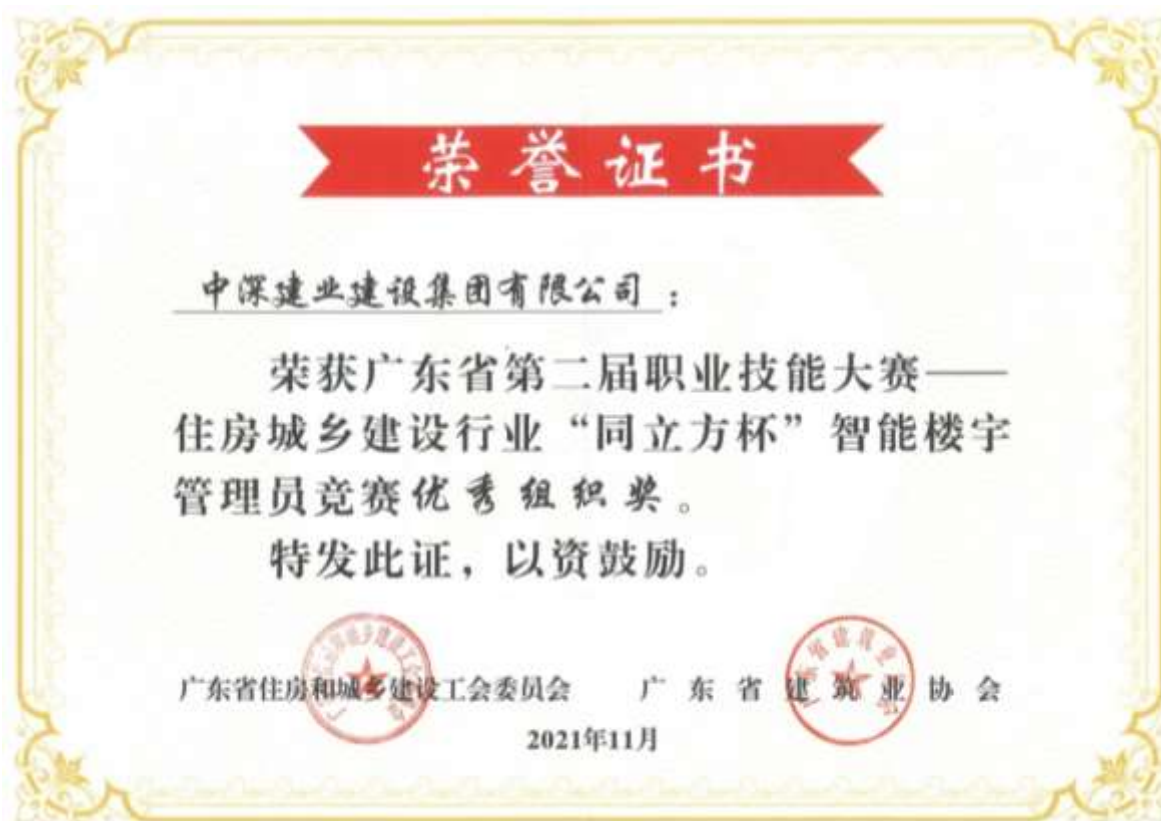 荣誉证书
中深建业建设集团有限公司：
荣获广东省第二届职业技能大赛——
住房城乡建设行业“同立方杯”智能楼宇
管理员竞赛优秀组织奖。
特发此证，以资鼓励。
广东省住房和城乡建设工会委员会 广东省建筑业协会
2021年11月